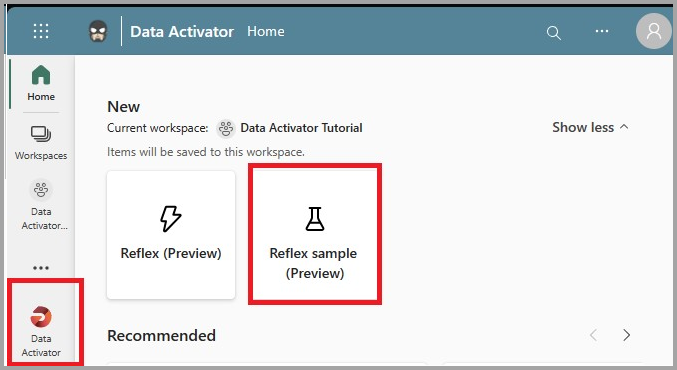 Data Activator Home
Home
New
Current workspace: Data Activator Tutorial
Show less
Items will be saved to this workspace.
Workspaces
Data
Activator...
Reflex (Preview)
Reflex sample
(Preview)
Data
Activator
Recommended